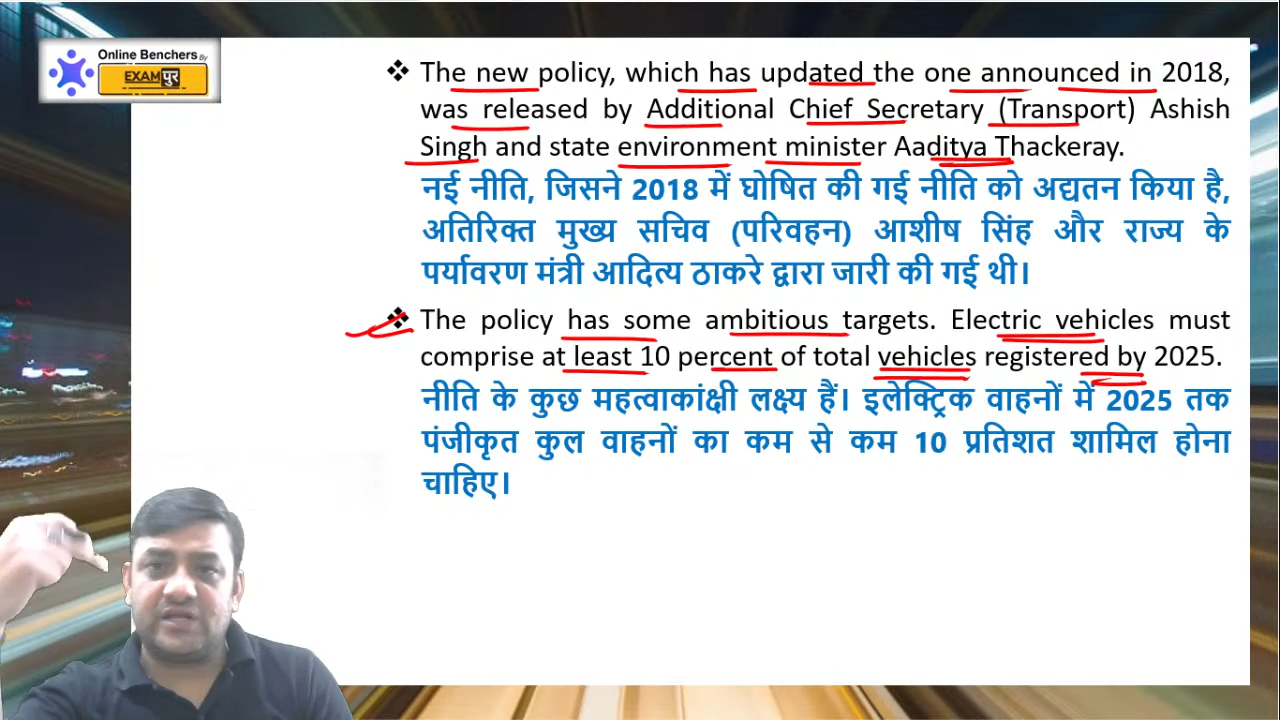 Online Benchers By
EXAMपुर
❖ The new policy, which has updated the one announced in 2018,
was released by Additional Chief Secretary (Transport) Ashish
Singh and state environment minister Aaditya Thackeray.
नई नीति, जिसने 2018 में घोषित की गई नीति को अद्यतन किया है,
अतिरिक्त मुख्य सचिव (परिवहन) आशीष सिंह और राज्य के
पर्यावरण मंत्री आदित्य ठाकरे द्वारा जारी की गई थी।
❖ The policy has some ambitious targets. Electric vehicles must
comprise at least 10 percent of total vehicles registered by 2025.
नीति के कुछ महत्वाकांक्षी लक्ष्य हैं। इलेक्ट्रिक वाहनों में 2025 तक
पंजीकृत कुल वाहनों का कम से कम 10 प्रतिशत शामिल होना
चाहिए।